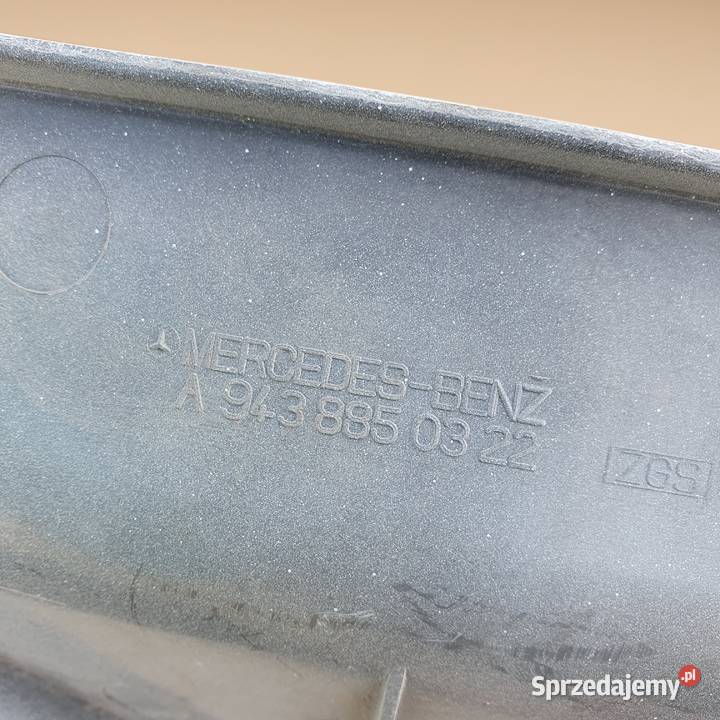 MERCEDES-BENZ
A 943 885 03 22
ZGS
Sprzedajemy.pl